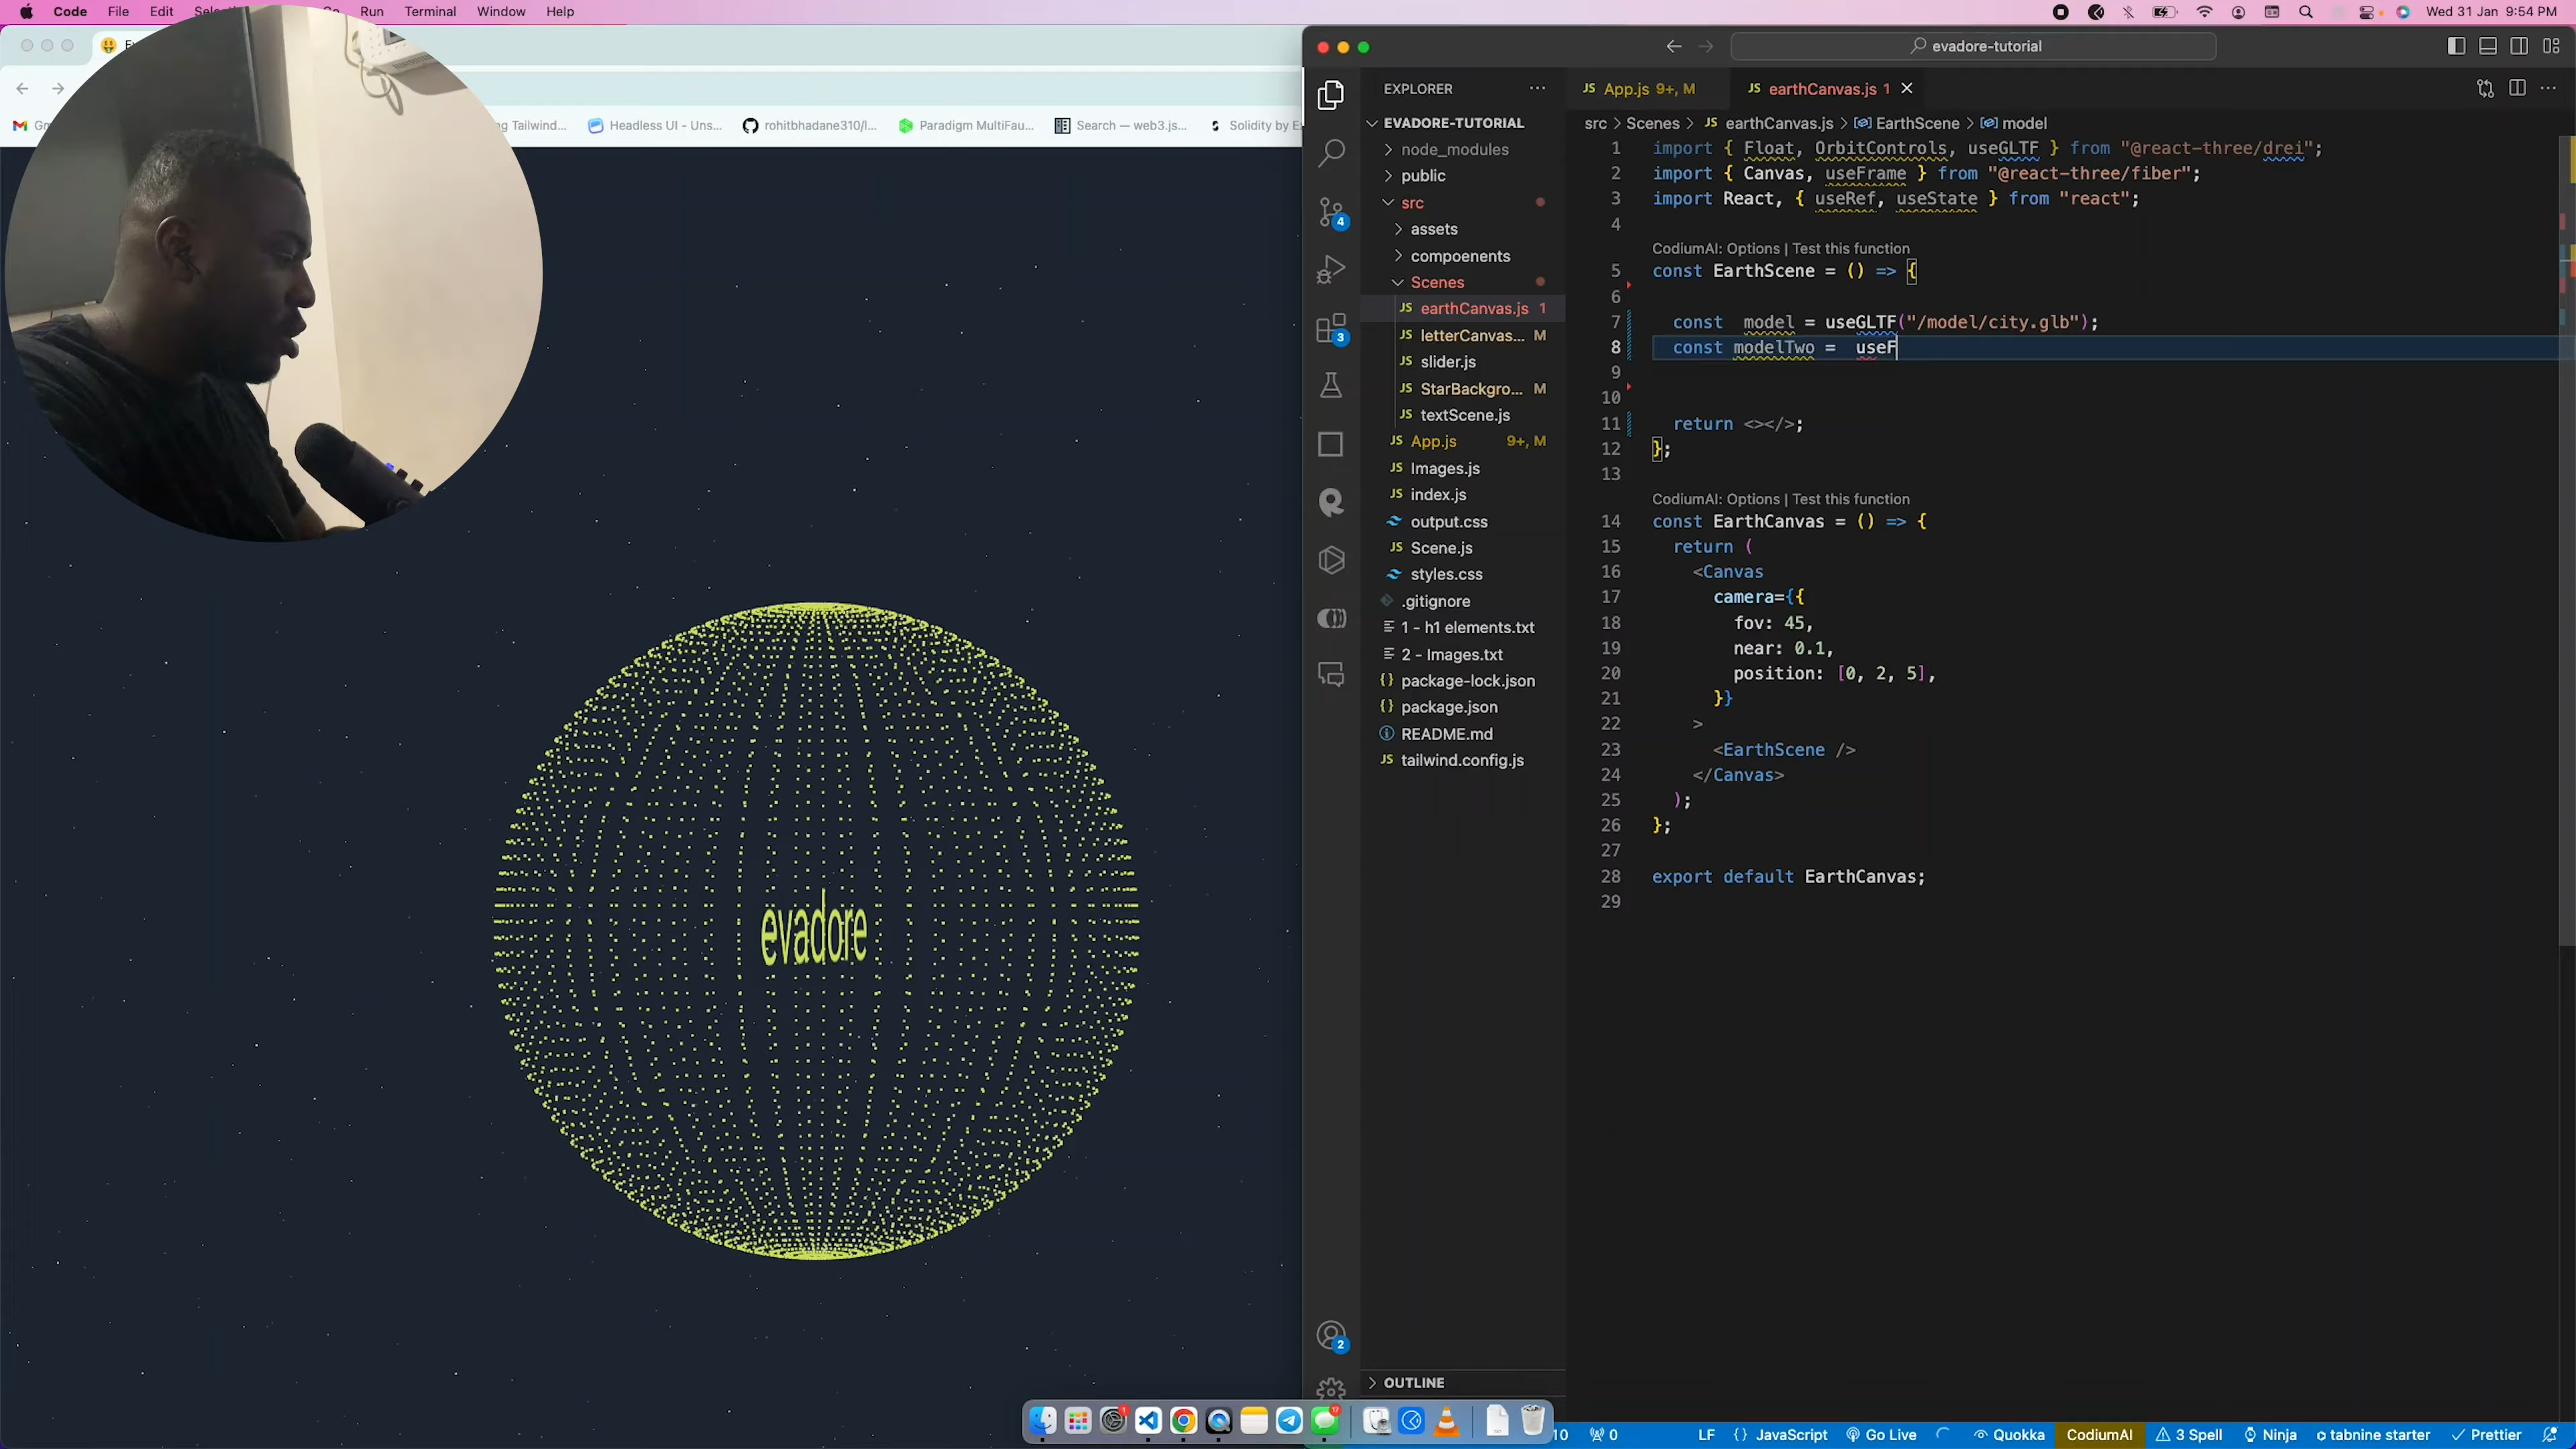 Code File Edit Run Terminal Window Help
Wed 31 Jan 9:54 PM
evadore-tutorial
ng Tailwind...
Headless UI - Uns...
rohitbhadane310/l...
Paradigm MultiFau...
Search — web3.js...
Solidity by E
evadore
EXPLORER
EVADORE-TUTORIAL
node_modules
public
src
assets
compoenents
Scenes
earthCanvas.js 1
letterCanvas... M
slider.js
StarBackgro... M
textScene.js
App.js 9+, M
Images.js
index.js
output.css
Scene.js
styles.css
.gitignore
1 - h1 elements.txt
2 - Images.txt
package-lock.json
package.json
README.md
tailwind.config.js
OUTLINE
4
3
2
App.js 9+, M
earthCanvas.js 1
src > Scenes > JS earthCanvas.js > EarthScene > model
1 import { Float, OrbitControls, useGLTF } from "@react-three/drei";
2 import { Canvas, useFrame } from "@react-three/fiber";
3 import React, { useRef, useState } from "react";
4
CodiumAI: Options | Test this function
5 const EarthScene = () => {
6
7 const  model = useGLTF("/model/city.glb");
8 const modelTwo =  useF
9
10
11 return <></>;
12 };
13
CodiumAI: Options | Test this function
14 const EarthCanvas = () => {
15 return (
16 <Canvas
17 camera={{
18 fov: 45,
19 near: 0.1,
20 position: [0, 2, 5],
21 }}
22 >
23 <EarthScene />
24 </Canvas>
25 );
26 };
27
28 export default EarthCanvas;
29
1
17
10 0 LF {} JavaScript Go Live Quokka CodiumAI 3 Spell Ninja tabnine starter Prettier